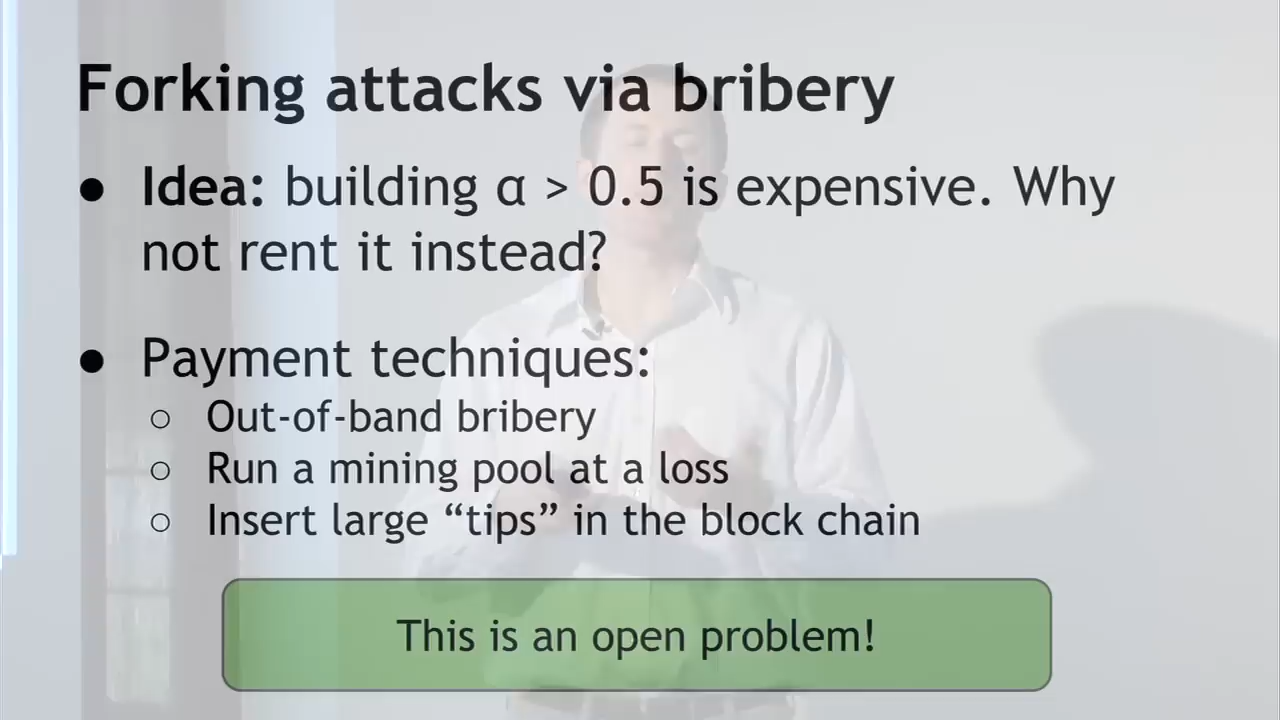 Forking attacks via bribery
● Idea: building α > 0.5 is expensive. Why
not rent it instead?
● Payment techniques:
○ Out-of-band bribery
○ Run a mining pool at a loss
○ Insert large “tips” in the block chain
This is an open problem!